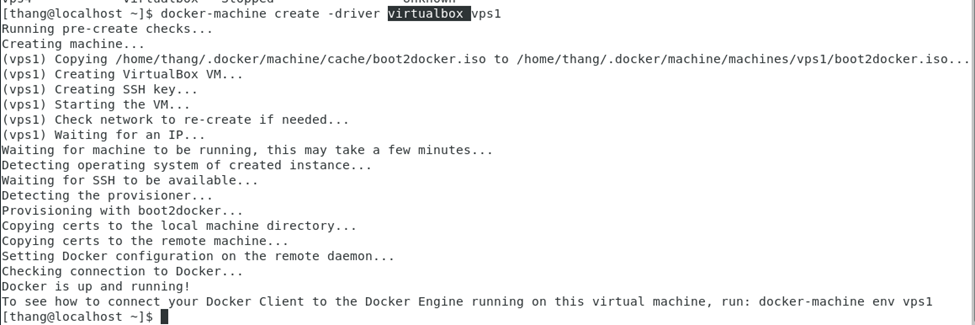 [thang@localhost ~]$ docker-machine create -driver virtualbox vps1
Running pre-create checks...
Creating machine...
(vps1) Copying /home/thang/.docker/machine/cache/boot2docker.iso to /home/thang/.docker/machine/machines/vps1/boot2docker.iso...
(vps1) Creating VirtualBox VM...
(vps1) Creating SSH key...
(vps1) Starting the VM...
(vps1) Check network to re-create if needed...
(vps1) Waiting for an IP...
Waiting for machine to be running, this may take a few minutes...
Detecting operating system of created instance...
Waiting for SSH to be available...
Detecting the provisioner...
Provisioning with boot2docker...
Copying certs to the local machine directory...
Copying certs to the remote machine...
Setting Docker configuration on the remote daemon...
Checking connection to Docker...
Docker is up and running!
To see how to connect your Docker Client to the Docker Engine running on this virtual machine, run: docker-machine env vps1
[thang@localhost ~]$